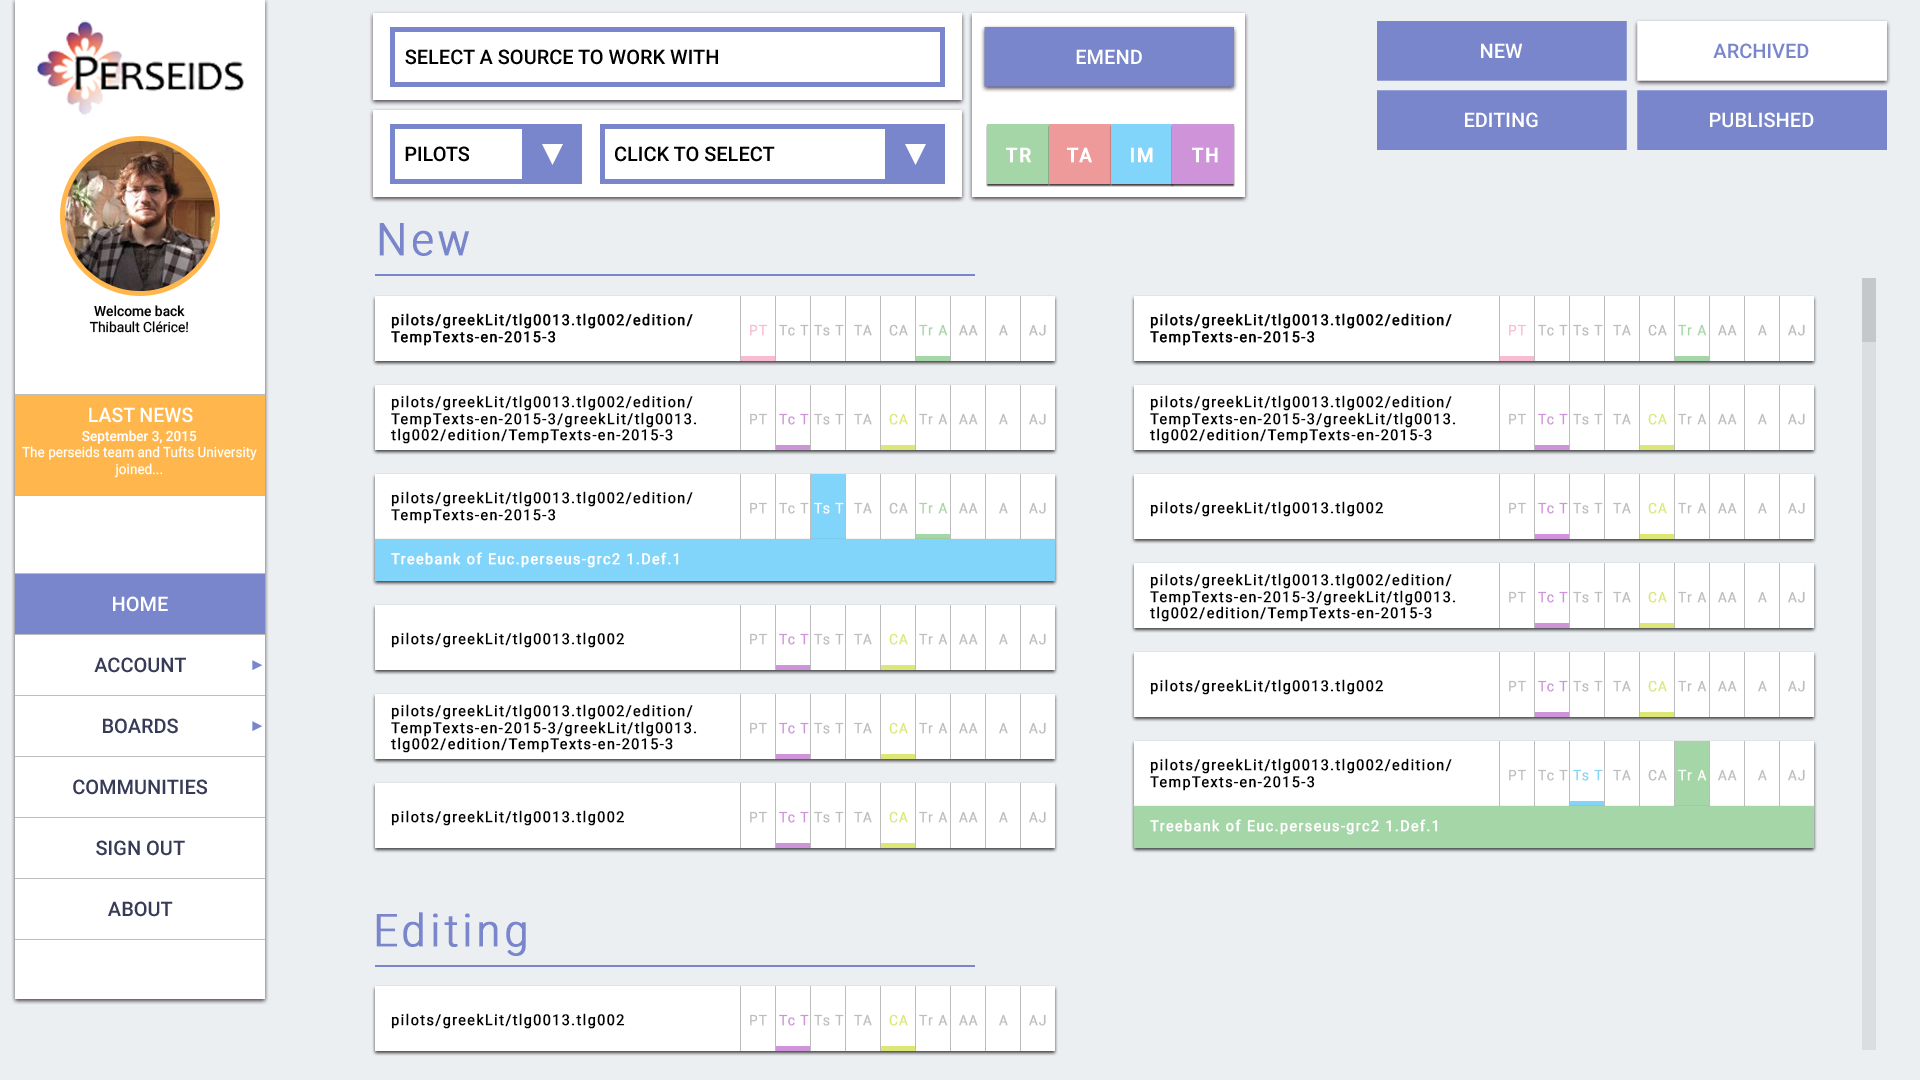 PERSEIDS
Welcome back
Thibault Clérice!
LAST NEWS
September 3, 2015
The perseids team and Tufts University
joined...
HOME
ACCOUNT
BOARDS
COMMUNITIES
SIGN OUT
ABOUT
SELECT A SOURCE TO WORK WITH
PILOTS ▼
CLICK TO SELECT ▼
EMEND
TR TA IM TH
NEW
ARCHIVED
EDITING
PUBLISHED
New
pilots/greekLit/tlg0013.tlg002/edition/
TempTexts-en-2015-3
PT Tc T Ts T TA CA Tr A AA A AJ
pilots/greekLit/tlg0013.tlg002/edition/
TempTexts-en-2015-3/greekLit/tlg0013.
tlg002/edition/TempTexts-en-2015-3
PT Tc T Ts T TA CA Tr A AA A AJ
pilots/greekLit/tlg0013.tlg002/edition/
TempTexts-en-2015-3
PT Tc T Ts T TA CA Tr A AA A AJ
Treebank of Euc.perseus-grc2 1.Def.1
pilots/greekLit/tlg0013.tlg002
PT Tc T Ts T TA CA Tr A AA A AJ
pilots/greekLit/tlg0013.tlg002/edition/
TempTexts-en-2015-3/greekLit/tlg0013.
tlg002/edition/TempTexts-en-2015-3
PT Tc T Ts T TA CA Tr A AA A AJ
pilots/greekLit/tlg0013.tlg002
PT Tc T Ts T TA CA Tr A AA A AJ
pilots/greekLit/tlg0013.tlg002/edition/
TempTexts-en-2015-3
PT Tc T Ts T TA CA Tr A AA A AJ
pilots/greekLit/tlg0013.tlg002/edition/
TempTexts-en-2015-3/greekLit/tlg0013.
tlg002/edition/TempTexts-en-2015-3
PT Tc T Ts T TA CA Tr A AA A AJ
pilots/greekLit/tlg0013.tlg002
PT Tc T Ts T TA CA Tr A AA A AJ
pilots/greekLit/tlg0013.tlg002/edition/
TempTexts-en-2015-3/greekLit/tlg0013.
tlg002/edition/TempTexts-en-2015-3
PT Tc T Ts T TA CA Tr A AA A AJ
pilots/greekLit/tlg0013.tlg002
PT Tc T Ts T TA CA Tr A AA A AJ
pilots/greekLit/tlg0013.tlg002/edition/
TempTexts-en-2015-3
PT Tc T Ts T TA CA Tr A AA A AJ
Treebank of Euc.perseus-grc2 1.Def.1
Editing
pilots/greekLit/tlg0013.tlg002
PT Tc T Ts T TA CA Tr A AA A AJ